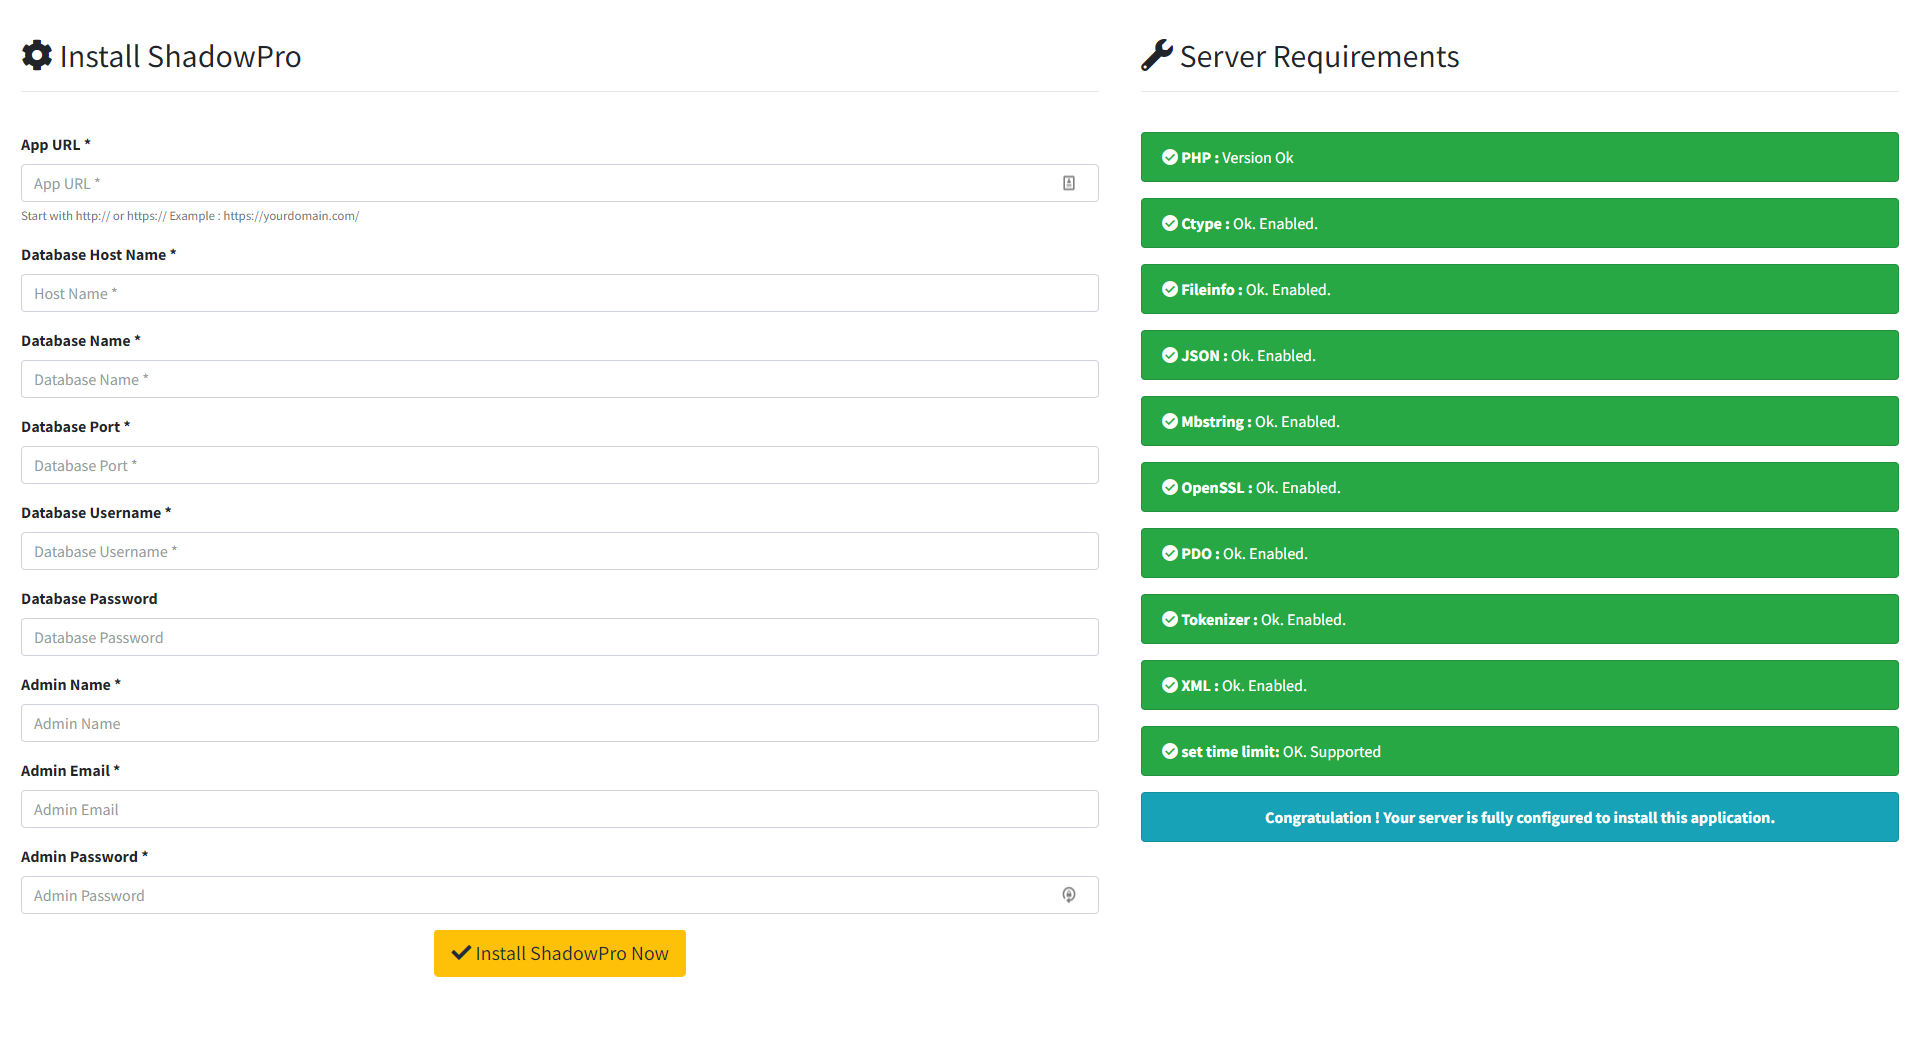 Install ShadowPro
App URL *
App URL *
Start with http:// or https:// Example : https://yourdomain.com/
Database Host Name *
Host Name *
Database Name *
Database Name *
Database Port *
Database Port *
Database Username *
Database Username *
Database Password
Database Password
Admin Name *
Admin Name
Admin Email *
Admin Email
Admin Password *
Admin Password
Install ShadowPro Now
Server Requirements
PHP : Version Ok
Ctype : Ok. Enabled.
Fileinfo : Ok. Enabled.
JSON : Ok. Enabled.
Mbstring : Ok. Enabled.
OpenSSL : Ok. Enabled.
PDO : Ok. Enabled.
Tokenizer : Ok. Enabled.
XML : Ok. Enabled.
set time limit: OK. Supported
Congratulation ! Your server is fully configured to install this application.